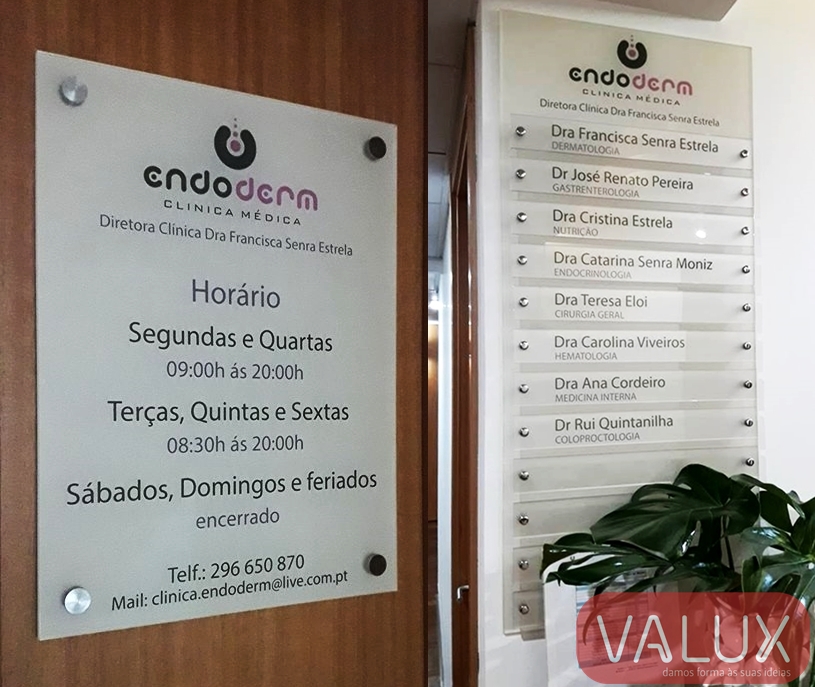 endoderm
CLINICA MÉDICA
Diretora Clínica Dra Francisca Senra Estrela
Horário
Segundas e Quartas
09:00h ás 20:00h
Terças, Quintas e Sextas
08:30h ás 20:00h
Sábados, Domingos e feriados
encerrado
Telf.: 296 650 870
Mail: clinica.endoderm@live.com.pt
endoderm
CLINICA MÉDICA
Diretora Clínica Dra Francisca Senra Estrela
Dra Francisca Senra Estrela
DERMATOLOGIA
Dr José Renato Pereira
GASTRENTEROLOGIA
Dra Cristina Estrela
NUTRIÇÃO
Dra Catarina Senra Moniz
ENDOCRINOLOGIA
Dra Teresa Eloi
CIRURGIA GERAL
Dra Carolina Viveiros
HEMATOLOGIA
Dra Ana Cordeiro
MEDICINA INTERNA
Dr Rui Quintanilha
COLOPROCTOLOGIA
VALUX
damos forma às suas ideias